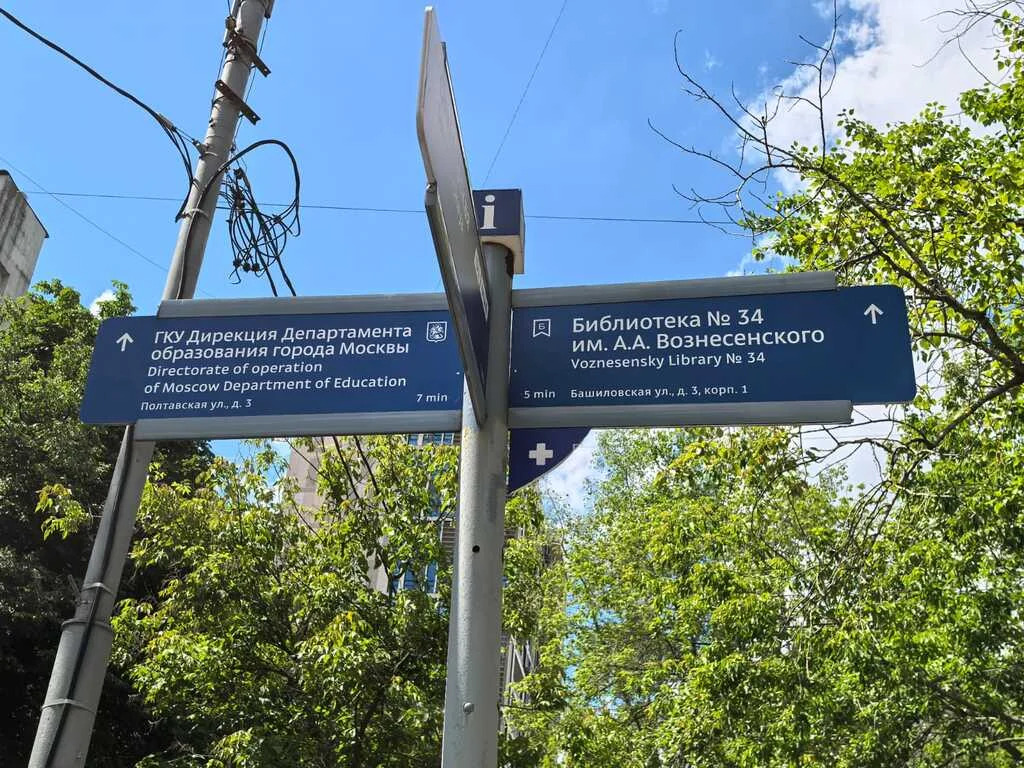 i
ГКУ Дирекция Департамента
образования города Москвы
Directorate of operation
of Moscow Department of Education
Полтавская ул., д. 3
7 min
Б
Библиотека № 34
им. А.А. Вознесенского
Voznesensky Library № 34
5 min
Башиловская ул., д. 3, корп. 1